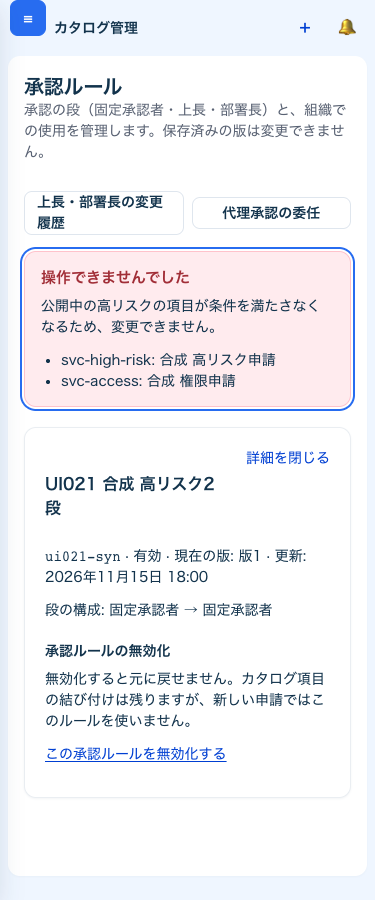 カタログ管理
承認ルール
承認の段（固定承認者・上長・部署長）と、組織で
の使用を管理します。保存済みの版は変更できませ
ん。
上長・部署長の変更
履歴
代理承認の委任
操作できませんでした
公開中の高リスクの項目が条件を満たさなく
なるため、変更できません。
• svc-high-risk: 合成 高リスク申請
• svc-access: 合成 権限申請
詳細を閉じる
UI021 合成 高リスク2
段
ui021-syn · 有効 · 現在の版: 版1 · 更新:
2026年11月15日 18:00
段の構成: 固定承認者 → 固定承認者
承認ルールの無効化
無効化すると元に戻せません。カタログ項目
の結び付けは残りますが、新しい申請ではこ
のルールを使いません。
この承認ルールを無効化する